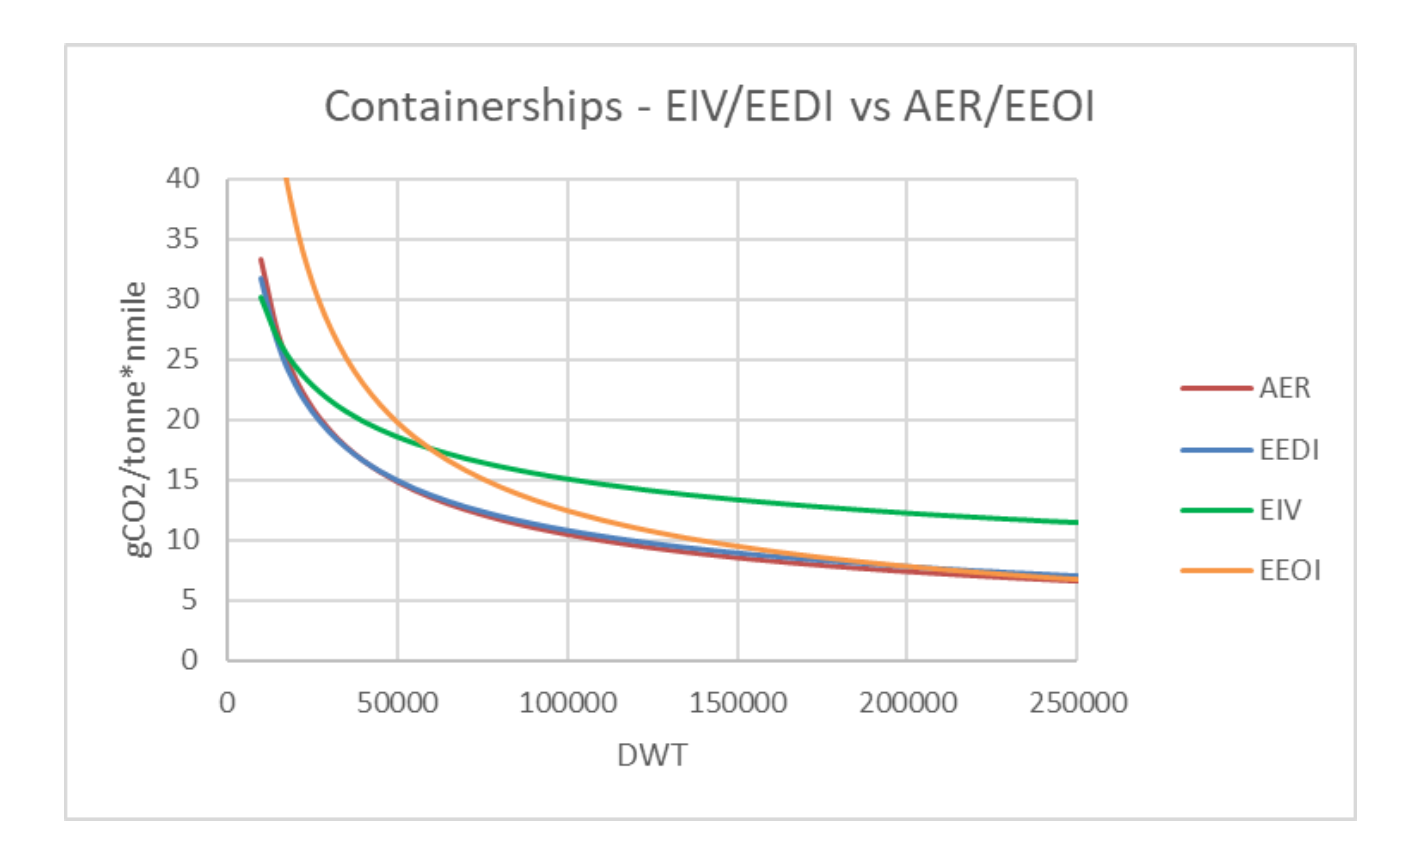 Containerships - EIV/EEDI vs AER/EEOI
40
35
30
25
20
15
10
5
0
gCO2/tonne*nmile
0 50000 100000 150000 200000 250000
DWT
AER
EEDI
EIV
EEOI